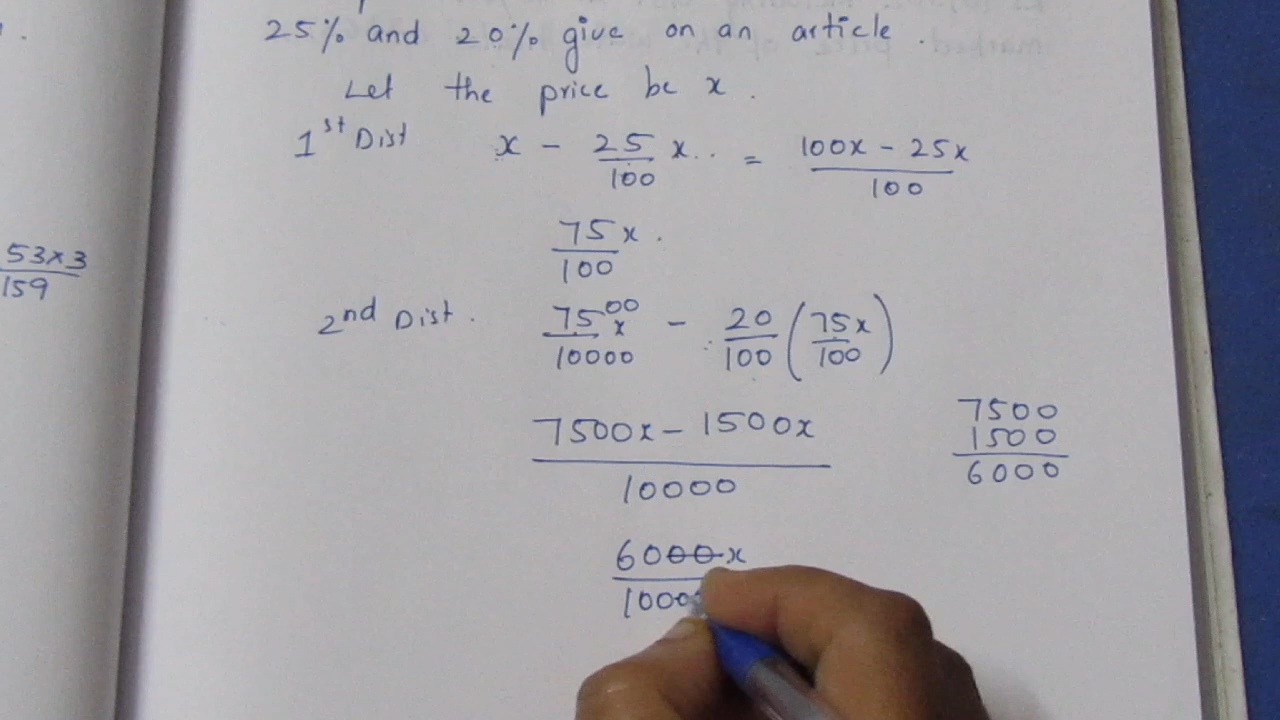 25% and 20% give on an article .
Let the price be x .
1st Dist x - 25/100 x.. = 100x - 25x / 100
75x / 100 .
53x3 / 159
2nd Dist . 7500x / 10000 - 20/100 (75x/100)
7500x - 1500x / 10000
7500
1500
6000
6000x
1000